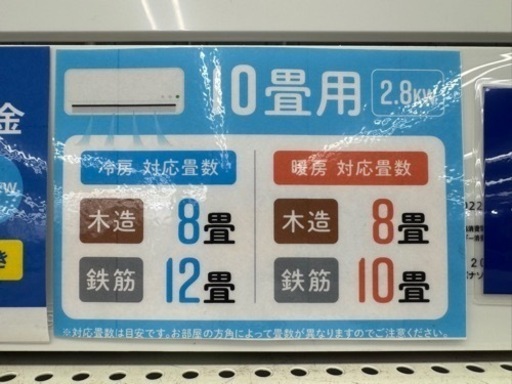 10畳用 2.8KW
冷房 対応畳数
木造 8畳
鉄筋 12畳
暖房 対応畳数
木造 8畳
鉄筋 10畳
※対応畳数は目安です。お部屋の方角によって畳数が異なりますのでご注意ください。
金
き